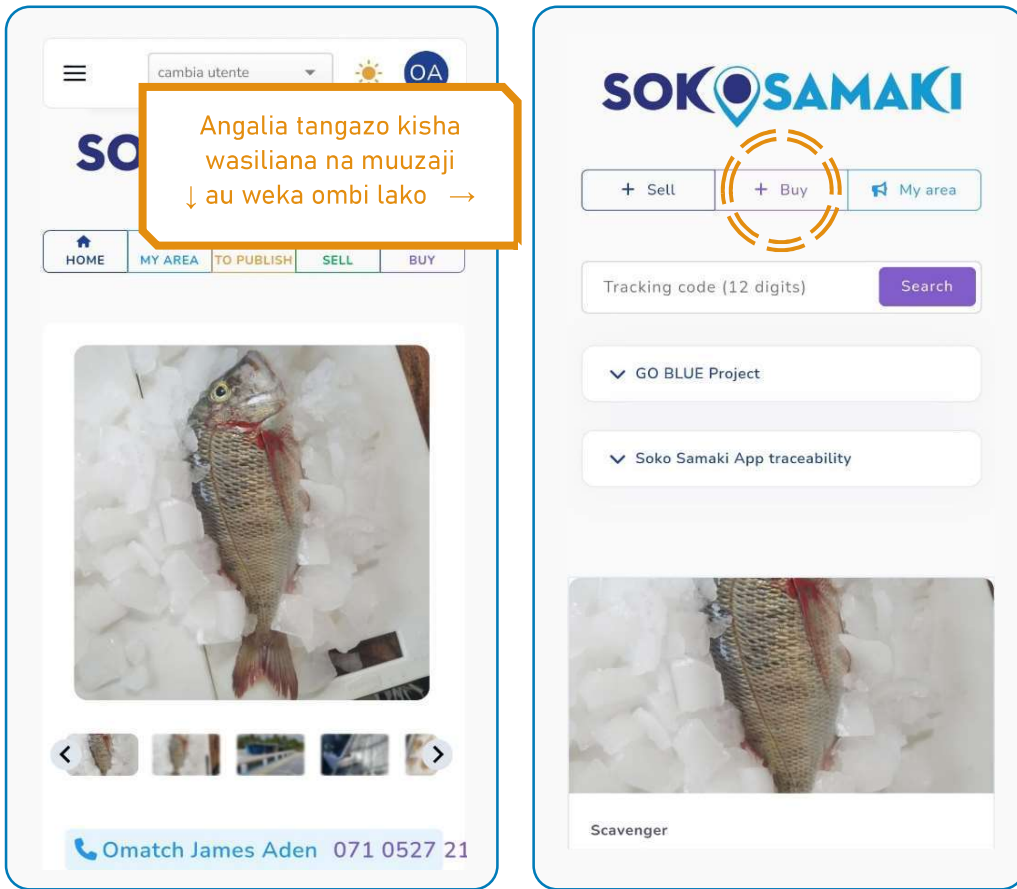 cambia utente
OA
SO
Angalia tangazo kisha
wasiliana na muuzaji
↓ au weka ombi lako →
HOME MY AREA TO PUBLISH SELL BUY
Omatch James Aden 071 0527 21
SOKOSAMAKI
+ Sell + Buy My area
Tracking code (12 digits) Search
GO BLUE Project
Soko Samaki App traceability
Scavenger